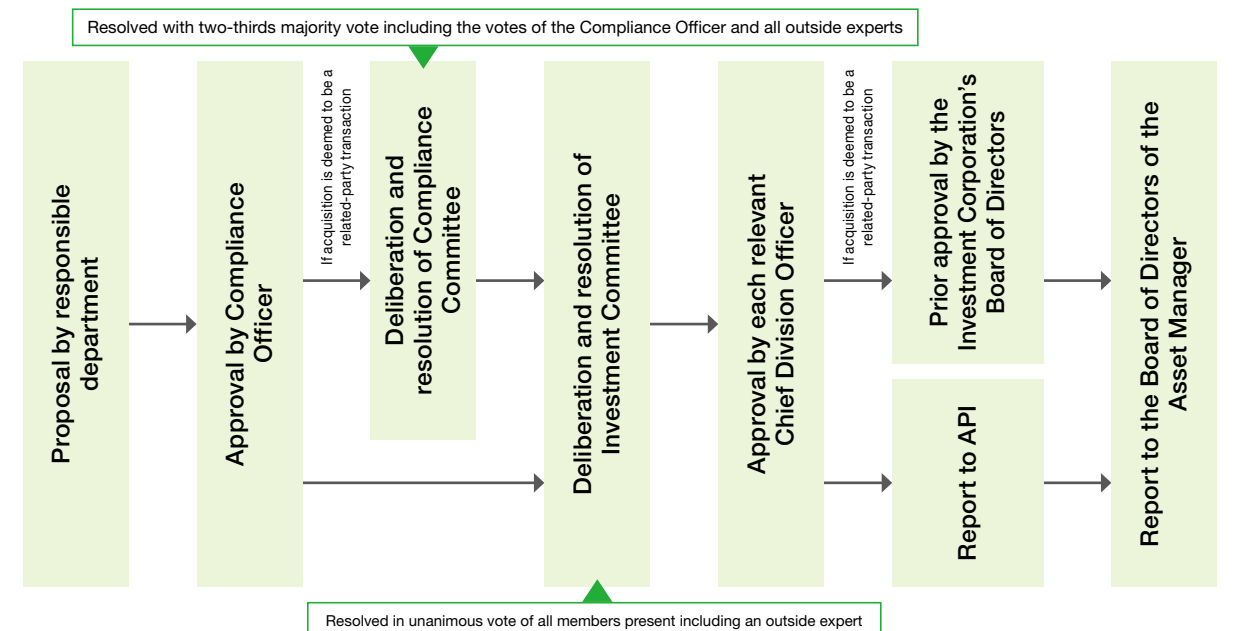 Resolved with two-thirds majority vote including the votes of the Compliance Officer and all outside experts
Proposal by responsible
department
Approval by Compliance
Officer
If acquisition is deemed to be a
related-party transaction
Deliberation and
resolution of Compliance
Committee
Deliberation and resolution of
Investment Committee
Approval by each relevant
Chief Division Officer
If acquisition is deemed to be a
related-party transaction
Prior approval by the
Investment Corporation's
Board of Directors
Report to API
Report to the Board of Directors of the
Asset Manager
Resolved in unanimous vote of all members present including an outside expert